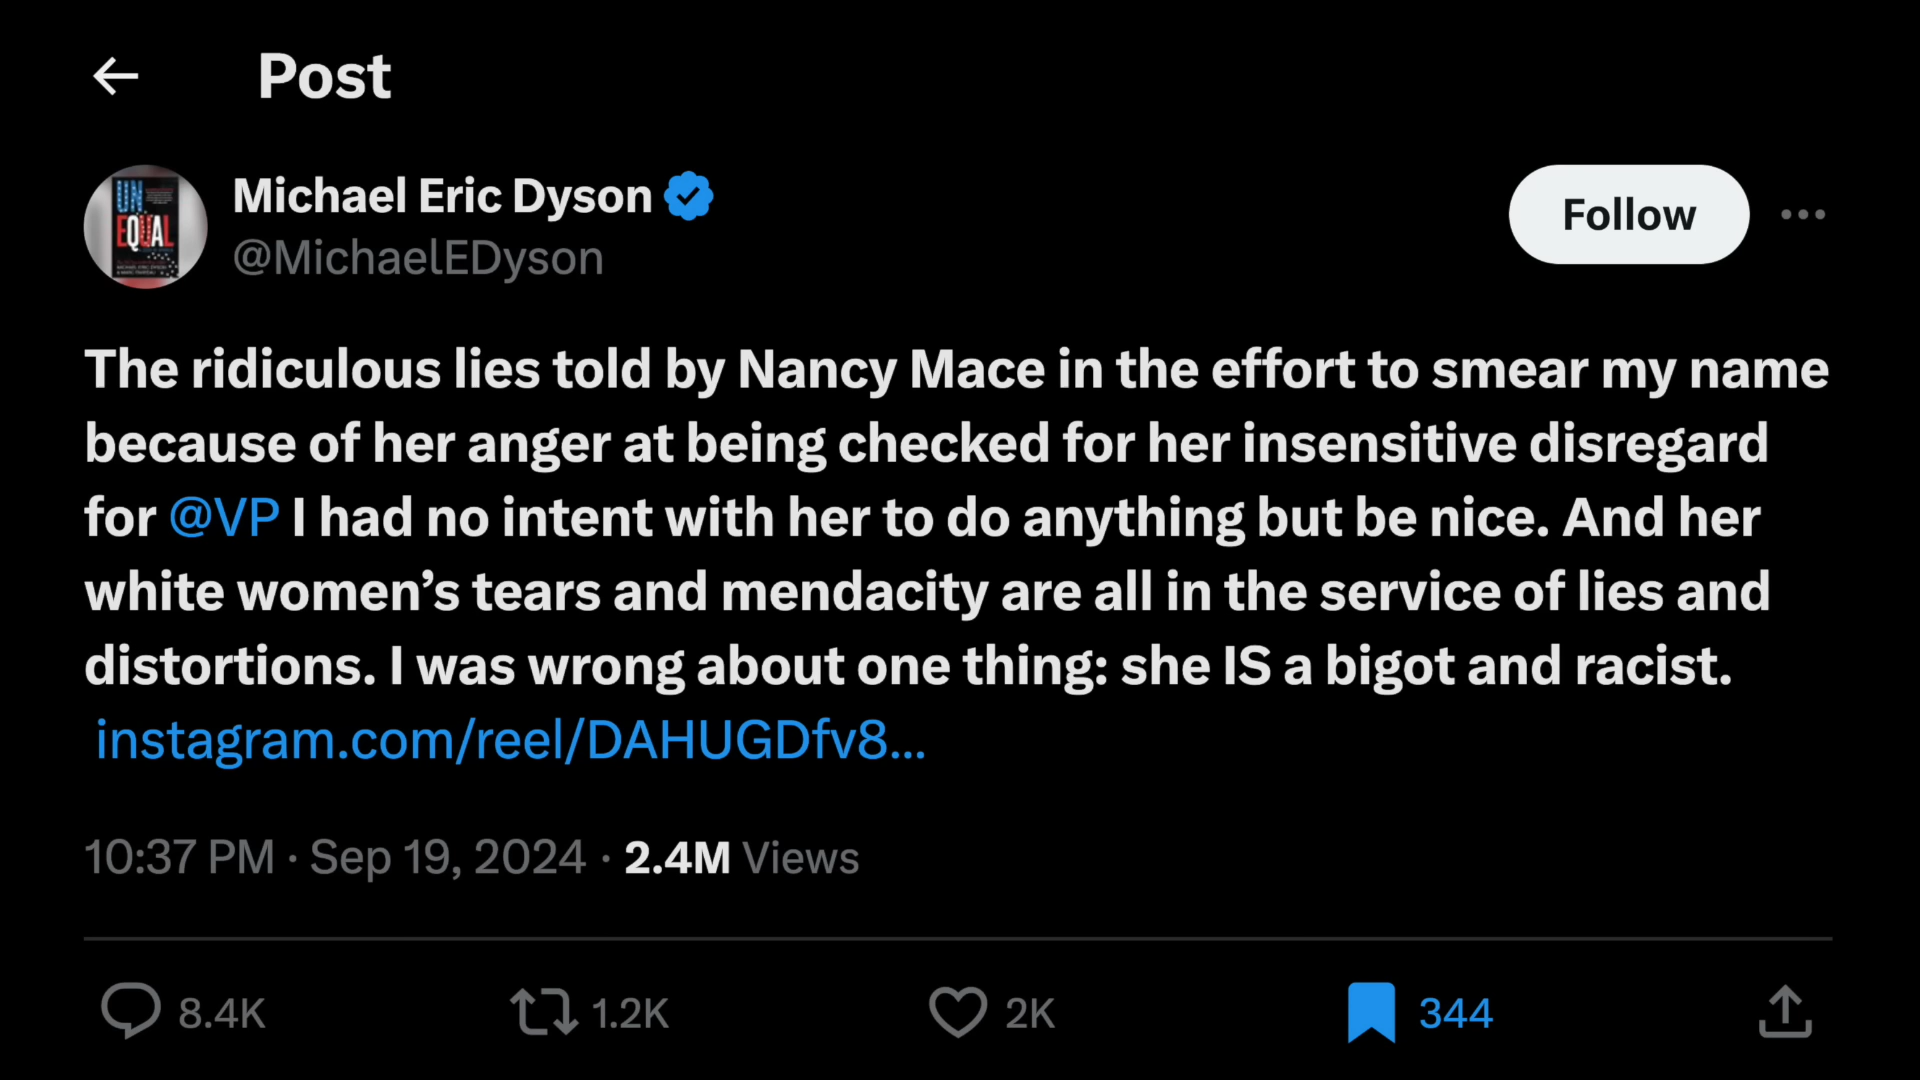 Post
Michael Eric Dyson
@MichaelEDyson
Follow
UN
EQUAL
The ridiculous lies told by Nancy Mace in the effort to smear my name
because of her anger at being checked for her insensitive disregard
for @VP I had no intent with her to do anything but be nice. And her
white women’s tears and mendacity are all in the service of lies and
distortions. I was wrong about one thing: she IS a bigot and racist.
instagram.com/reel/DAHUGDfv8…
10:37 PM · Sep 19, 2024 · 2.4M Views
8.4K 1.2K 2K 344